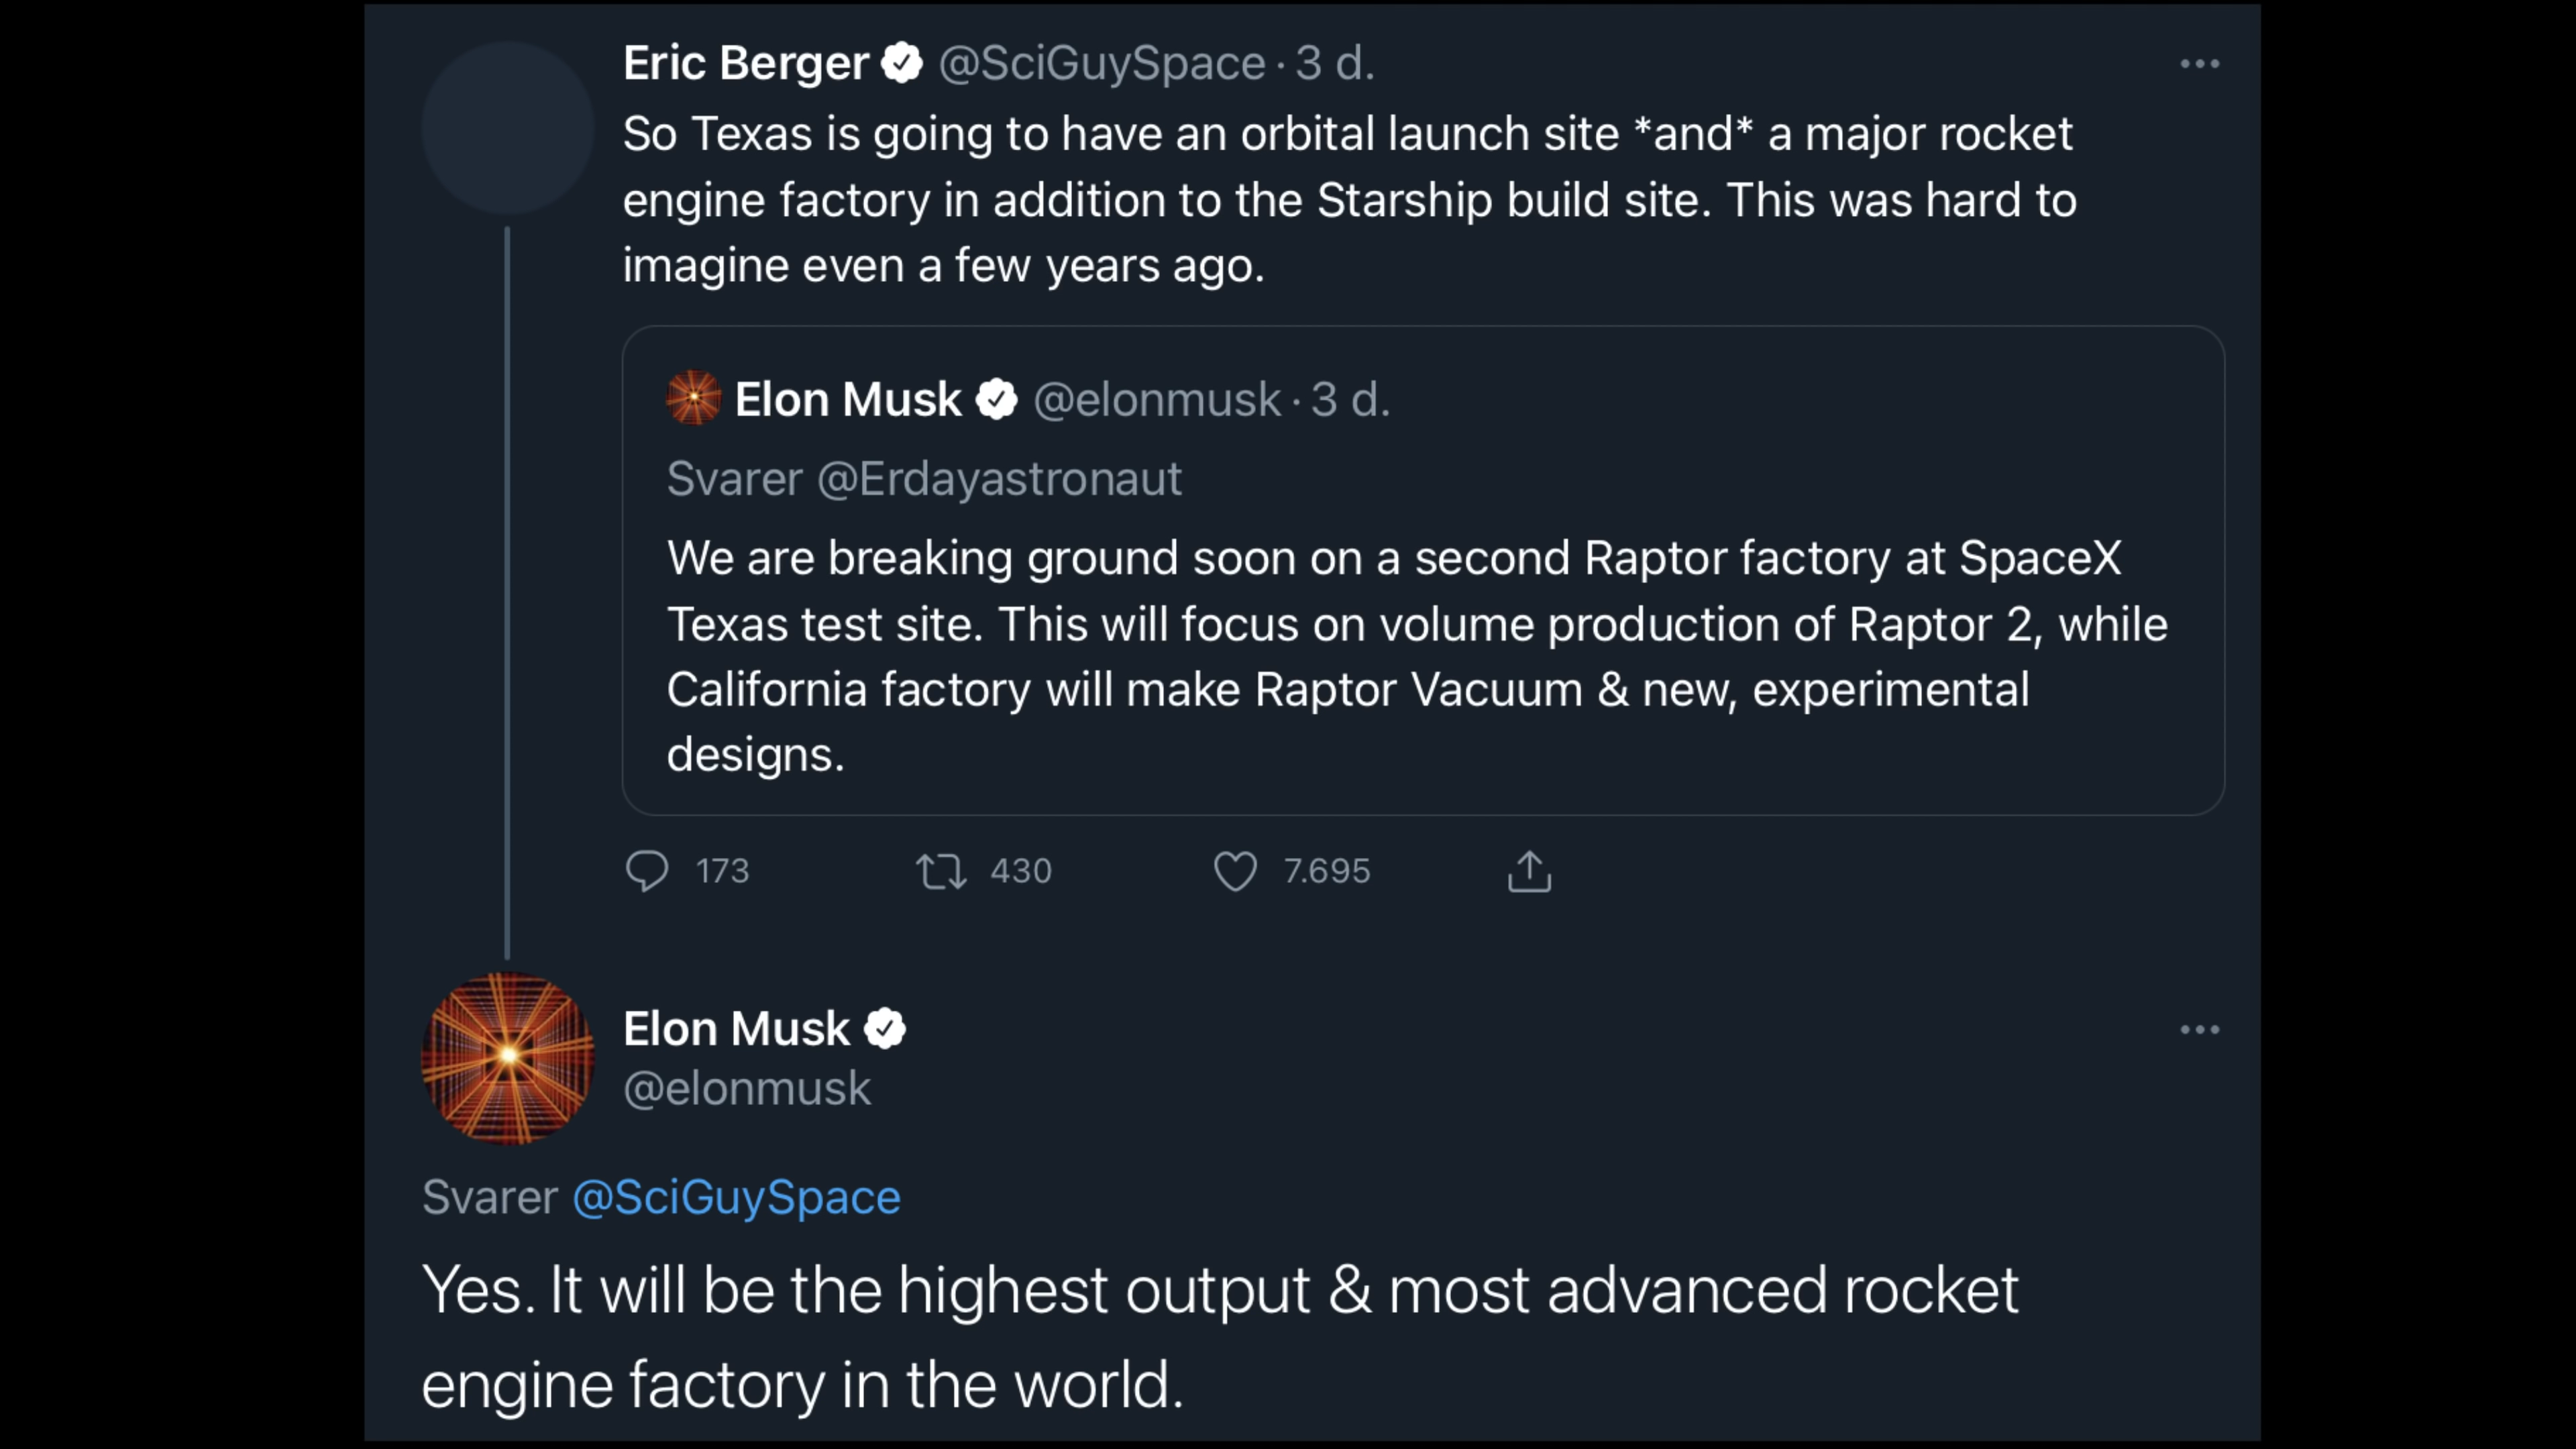 Eric Berger @SciGuySpace · 3 d.
So Texas is going to have an orbital launch site *and* a major rocket
engine factory in addition to the Starship build site. This was hard to
imagine even a few years ago.
Elon Musk @elonmusk · 3 d.
Svarer @Erdayastronaut
We are breaking ground soon on a second Raptor factory at SpaceX
Texas test site. This will focus on volume production of Raptor 2, while
California factory will make Raptor Vacuum & new, experimental
designs.
173 430 7.695
Elon Musk
@elonmusk
Svarer @SciGuySpace
Yes. It will be the highest output & most advanced rocket
engine factory in the world.